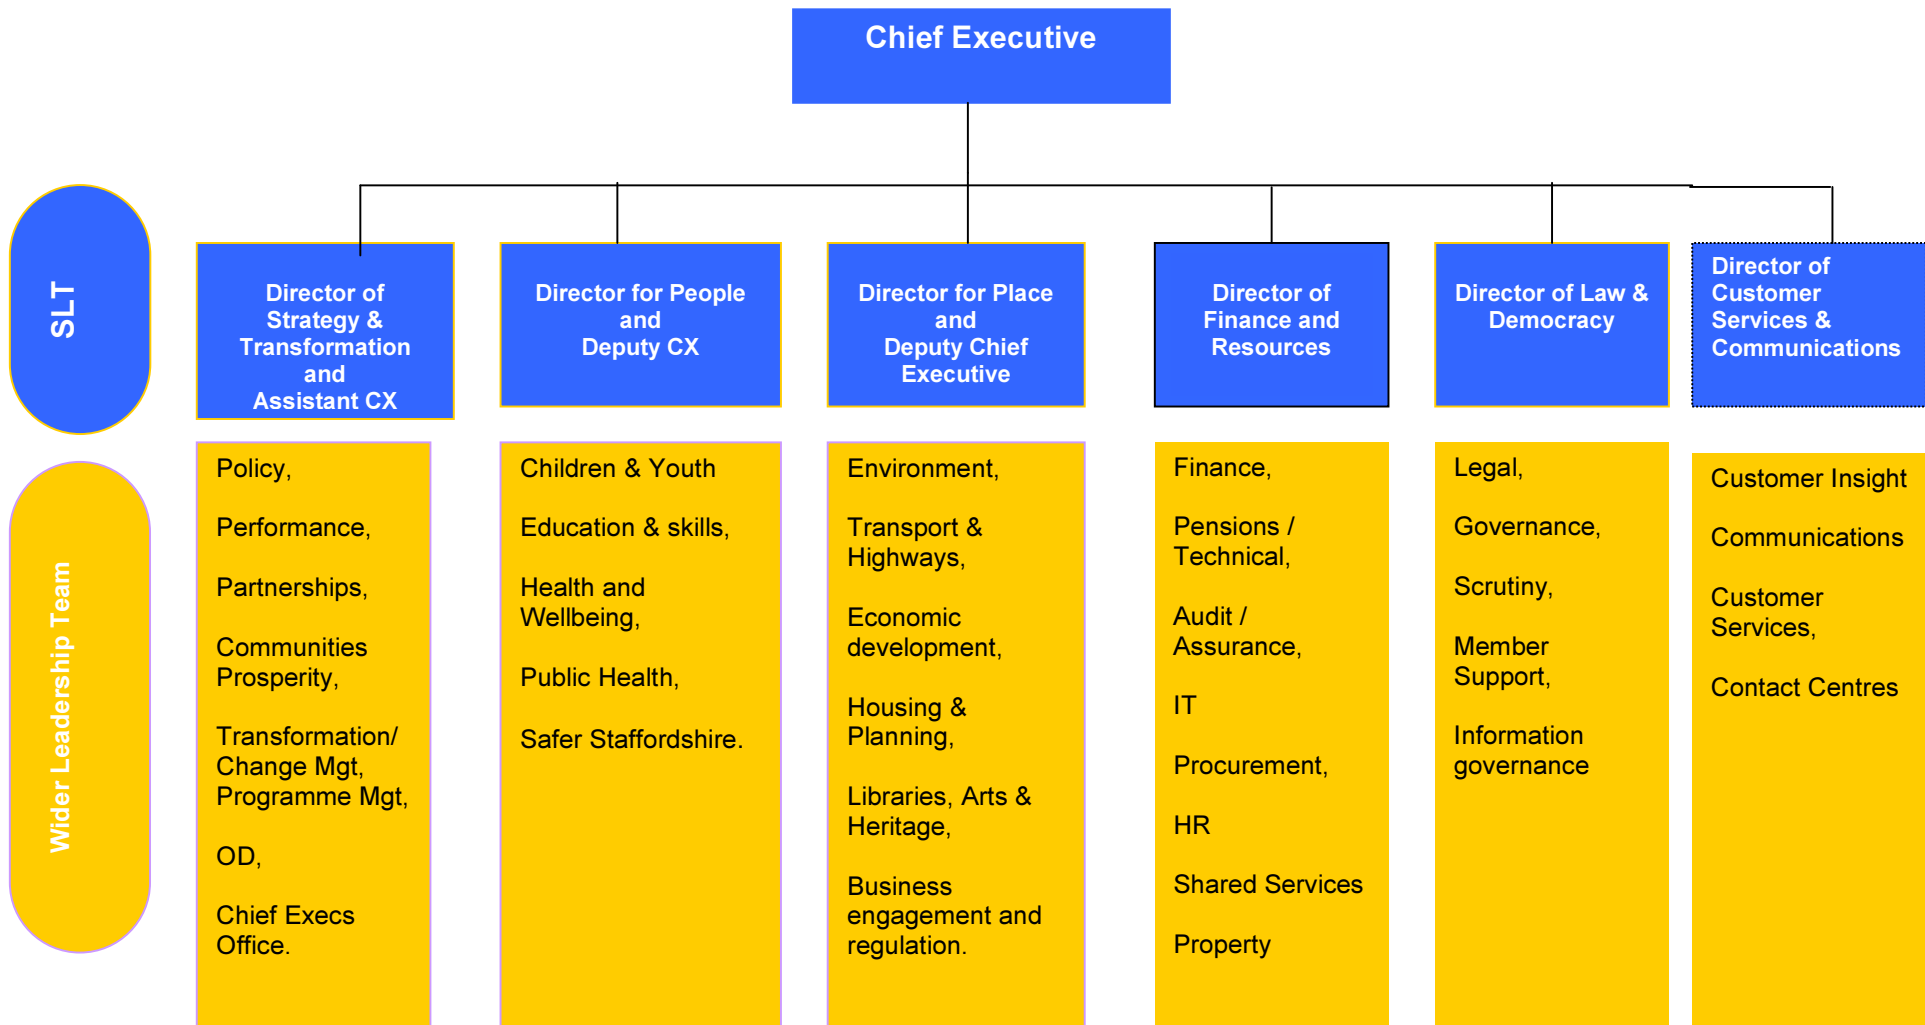 Chief Executive
SLT
Director of
Strategy &
Transformation
and
Assistant CX
Director for People
and
Deputy CX
Director for Place
and
Deputy Chief
Executive
Director of
Finance and
Resources
Director of Law &
Democracy
Director of
Customer
Services &
Communications
Wider Leadership Team
Policy,
Performance,
Partnerships,
Communities
Prosperity,
Transformation/
Change Mgt,
Programme Mgt,
OD,
Chief Execs
Office.
Children & Youth
Education & skills,
Health and
Wellbeing,
Public Health,
Safer Staffordshire.
Environment,
Transport &
Highways,
Economic
development,
Housing &
Planning,
Libraries, Arts &
Heritage,
Business
engagement and
regulation.
Finance,
Pensions /
Technical,
Audit /
Assurance,
IT
Procurement,
HR
Shared Services
Property
Legal,
Governance,
Scrutiny,
Member
Support,
Information
governance
Customer Insight
Communications
Customer
Services,
Contact Centres